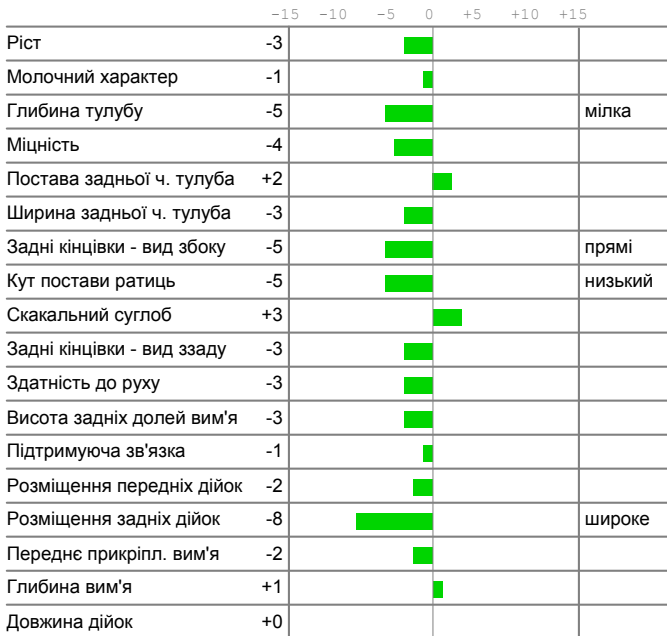 -15 -10 -5 0 +5 +10 +15
Ріст -3
Молочний характер -1
Глибина тулубу -5 мілка
Міцність -4
Постава задньої ч. тулуба +2
Ширина задньої ч. тулуба -3
Задні кінцівки - вид збоку -5 прямі
Кут постави ратиць -5 низький
Скакальний суглоб +3
Задні кінцівки - вид ззаду -3
Здатність до руху -3
Висота задніх долей вим'я -3
Підтримуюча зв'язка -1
Розміщення передніх дійок -2
Розміщення задніх дійок -8 широке
Переднє прикріпл. вим'я -2
Глибина вим'я +1
Довжина дійок +0